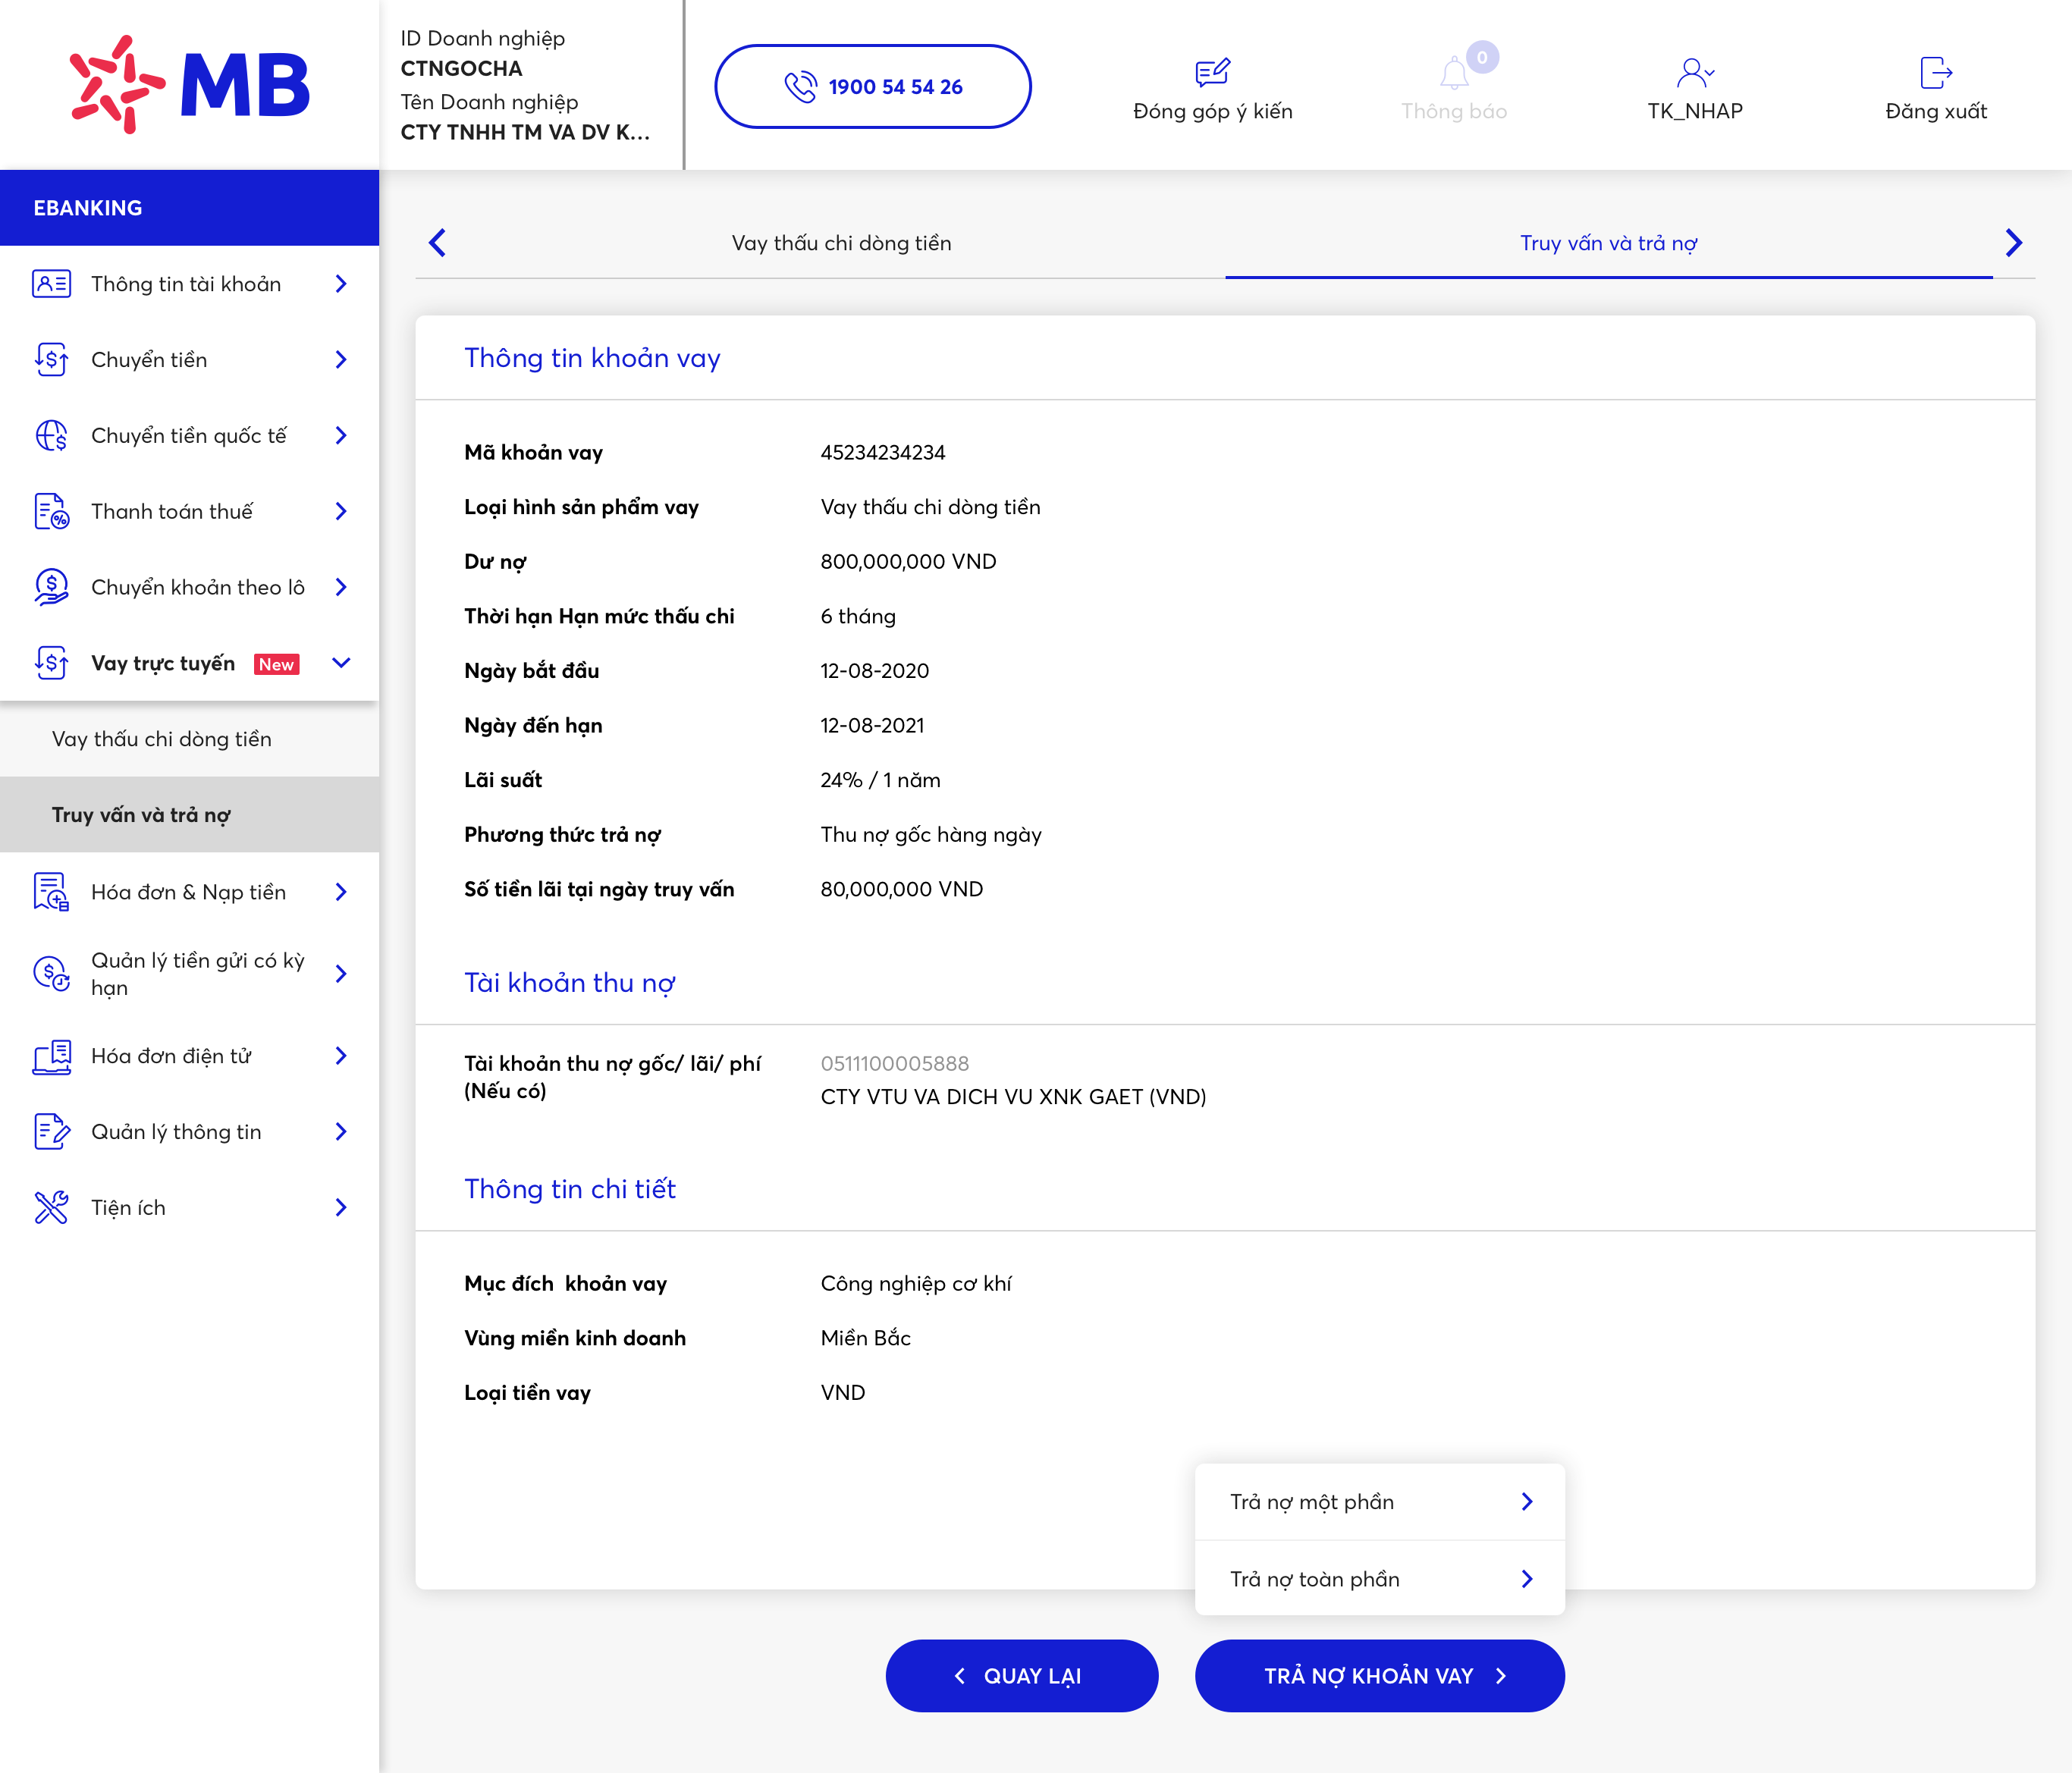 MB
ID Doanh nghiệp
CTNGOCHA
Tên Doanh nghiệp
CTY TNHH TM VA DV K...
1900 54 54 26
Đóng góp ý kiến
0
Thông báo
TK_NHAP
Đăng xuất
EBANKING
Thông tin tài khoản
Chuyển tiền
Chuyển tiền quốc tế
Thanh toán thuế
Chuyển khoản theo lô
Vay trực tuyến New
Vay thấu chi dòng tiền
Truy vấn và trả nợ
Hóa đơn & Nạp tiền
Quản lý tiền gửi có kỳ
hạn
Hóa đơn điện tử
Quản lý thông tin
Tiện ích
Vay thấu chi dòng tiền
Truy vấn và trả nợ
Thông tin khoản vay
Mã khoản vay 45234234234
Loại hình sản phẩm vay Vay thấu chi dòng tiền
Dư nợ 800,000,000 VND
Thời hạn Hạn mức thấu chi 6 tháng
Ngày bắt đầu 12-08-2020
Ngày đến hạn 12-08-2021
Lãi suất 24% / 1 năm
Phương thức trả nợ Thu nợ gốc hàng ngày
Số tiền lãi tại ngày truy vấn 80,000,000 VND
Tài khoản thu nợ
Tài khoản thu nợ gốc/ lãi/ phí
(Nếu có)
0511100005888
CTY VTU VA DICH VU XNK GAET (VND)
Thông tin chi tiết
Mục đích  khoản vay Công nghiệp cơ khí
Vùng miền kinh doanh Miền Bắc
Loại tiền vay VND
Trả nợ một phần
Trả nợ toàn phần
QUAY LẠI
TRẢ NỢ KHOẢN VAY